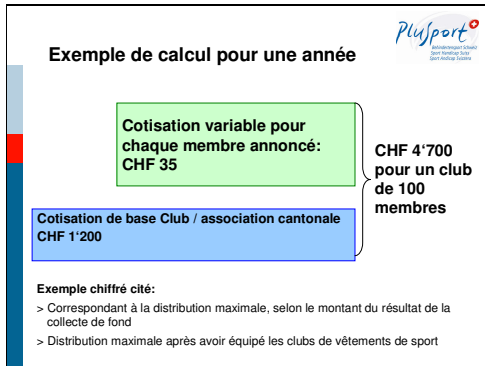 PluSport
Behindertensport Schweiz
Sport Handicap Suisse
Sport Andicap Svizzera
Exemple de calcul pour une année
Cotisation variable pour
chaque membre annoncé:
CHF 35
CHF 4‘700
pour un club
de 100
membres
Cotisation de base Club / association cantonale
CHF 1‘200
Exemple chiffré cité:
> Correspondant à la distribution maximale, selon le montant du résultat de la
collecte de fond
> Distribution maximale après avoir équipé les clubs de vêtements de sport